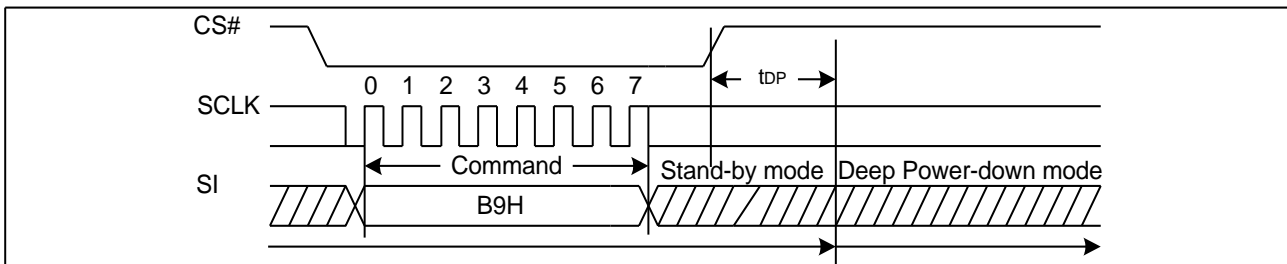 CS#
tDP
0 1 2 3 4 5 6 7
SCLK
Command
Stand-by mode Deep Power-down mode
SI
B9H